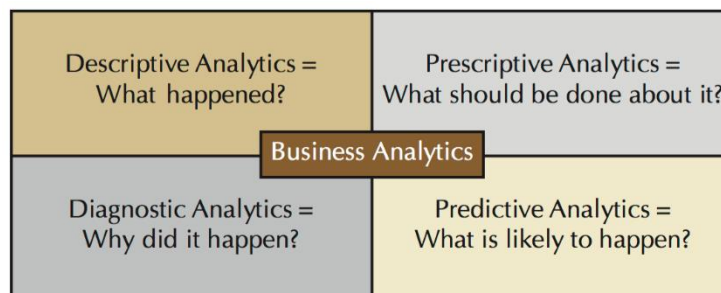 Descriptive Analytics =
What happened?
Prescriptive Analytics =
What should be done about it?
Business Analytics
Diagnostic Analytics =
Why did it happen?
Predictive Analytics =
What is likely to happen?